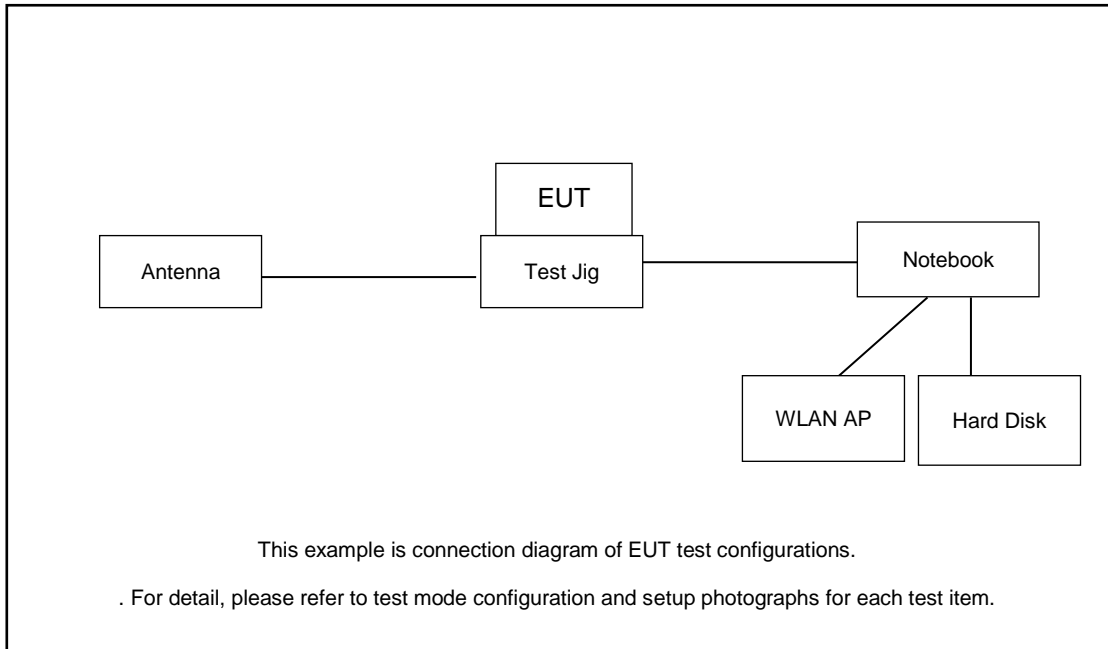 EUT
Antenna
Test Jig
Notebook
WLAN AP
Hard Disk
This example is connection diagram of EUT test configurations.
. For detail, please refer to test mode configuration and setup photographs for each test item.